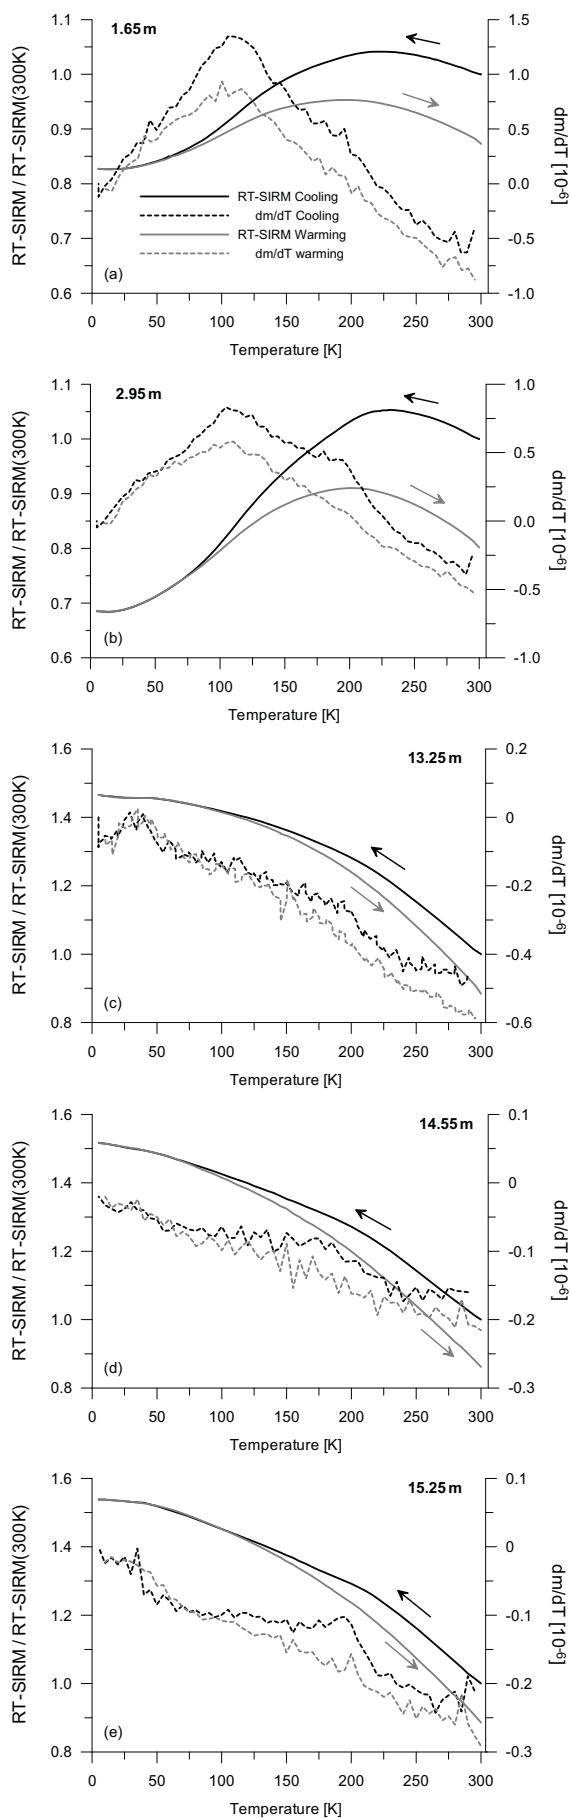 1.65 m
RT-SIRM / RT-SIRM(300K)
1.1
1.0
0.9
0.8
0.7
0.6
1.5
1.0
0.5
0.0
-0.5
-1.0
dm/dT [10-6]
RT-SIRM Cooling
dm/dT Cooling
RT-SIRM Warming
dm/dT warming
(a)
0 50 100 150 200 250 300
Temperature [K]
2.95 m
RT-SIRM / RT-SIRM(300K)
1.1
1.0
0.9
0.8
0.7
0.6
1.0
0.5
0.0
-0.5
-1.0
dm/dT [10-6]
(b)
0 50 100 150 200 250 300
Temperature [K]
13.25 m
RT-SIRM / RT-SIRM(300K)
1.6
1.4
1.2
1.0
0.8
0.2
0
-0.2
-0.4
-0.6
dm/dT [10-6]
(c)
0 50 100 150 200 250 300
Temperature [K]
14.55 m
RT-SIRM / RT-SIRM(300K)
1.6
1.4
1.2
1.0
0.8
0.1
0
-0.1
-0.2
-0.3
dm/dT [10-6]
(d)
0 50 100 150 200 250 300
Temperature [K]
15.25 m
RT-SIRM / RT-SIRM(300K)
1.6
1.4
1.2
1.0
0.8
0.1
0
-0.1
-0.2
-0.3
dm/dT [10-6]
(e)
0 50 100 150 200 250 300
Temperature [K]